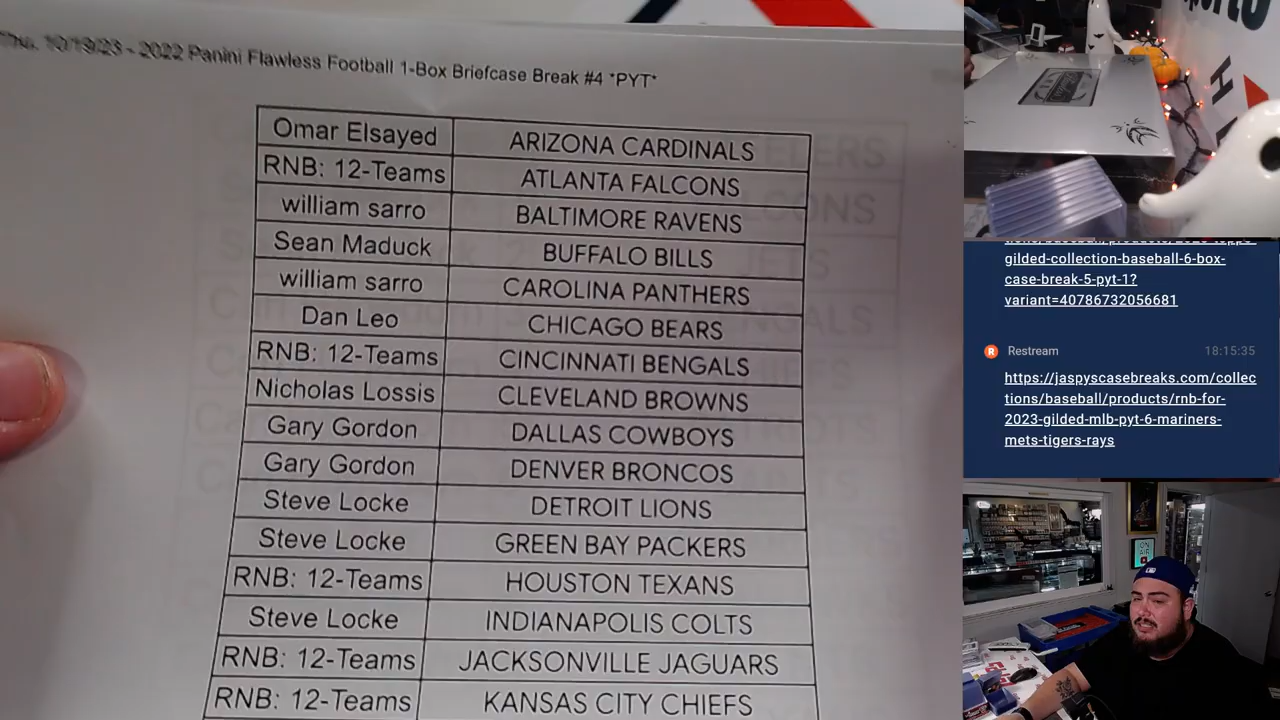 Thu. 10/19/23 - 2022 Panini Flawless Football 1-Box Briefcase Break #4 *PYT*
Omar Elsayed ARIZONA CARDINALS
RNB: 12-Teams ATLANTA FALCONS
william sarro BALTIMORE RAVENS
Sean Maduck BUFFALO BILLS
william sarro CAROLINA PANTHERS
Dan Leo CHICAGO BEARS
RNB: 12-Teams CINCINNATI BENGALS
Nicholas Lossis CLEVELAND BROWNS
Gary Gordon DALLAS COWBOYS
Gary Gordon DENVER BRONCOS
Steve Locke DETROIT LIONS
Steve Locke GREEN BAY PACKERS
RNB: 12-Teams HOUSTON TEXANS
Steve Locke INDIANAPOLIS COLTS
RNB: 12-Teams JACKSONVILLE JAGUARS
RNB: 12-Teams KANSAS CITY CHIEFS
gilded-collection-baseball-6-box-
case-break-5-pyt-1?
variant=40786732056681
R Restream 18:15:35
https://jaspyscasebreaks.com/collec
tions/baseball/products/rnb-for-
2023-gilded-mlb-pyt-6-mariners-
mets-tigers-rays
ON
AIR